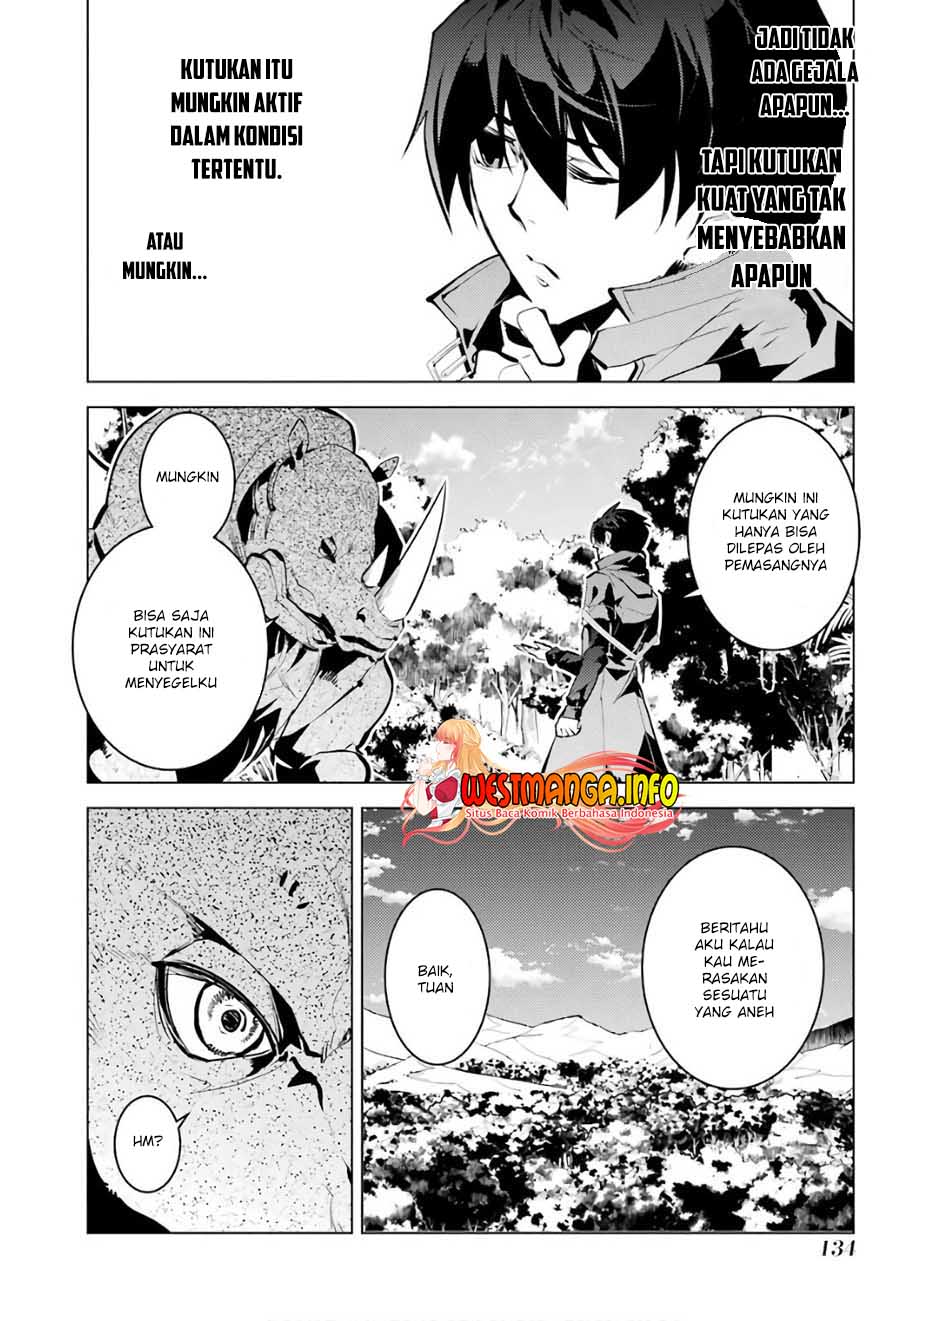 JADI TIDAK
ADA GEJALA
APAPUN...
TAPI KUTUKAN
KUAT YANG TAK
MENYEBABKAN
APAPUN
KUTUKAN ITU
MUNGKIN AKTIF
DALAM KONDISI
TERTENTU.
ATAU
MUNGKIN...
MUNGKIN INI
KUTUKAN YANG
HANYA BISA
DILEPAS OLEH
PEMASANGNYA
MUNGKIN
BISA SAJA
KUTUKAN INI
PRASYARAT
UNTUK
MENYEGELKU
WESTMANGA.INFO
Situs Baca Komik Berbahasa Indonesia
BERITAHU
AKU KALAU
KAU ME-
RASAKAN
SESUATU
YANG ANEH
BAIK,
TUAN
HM?
134